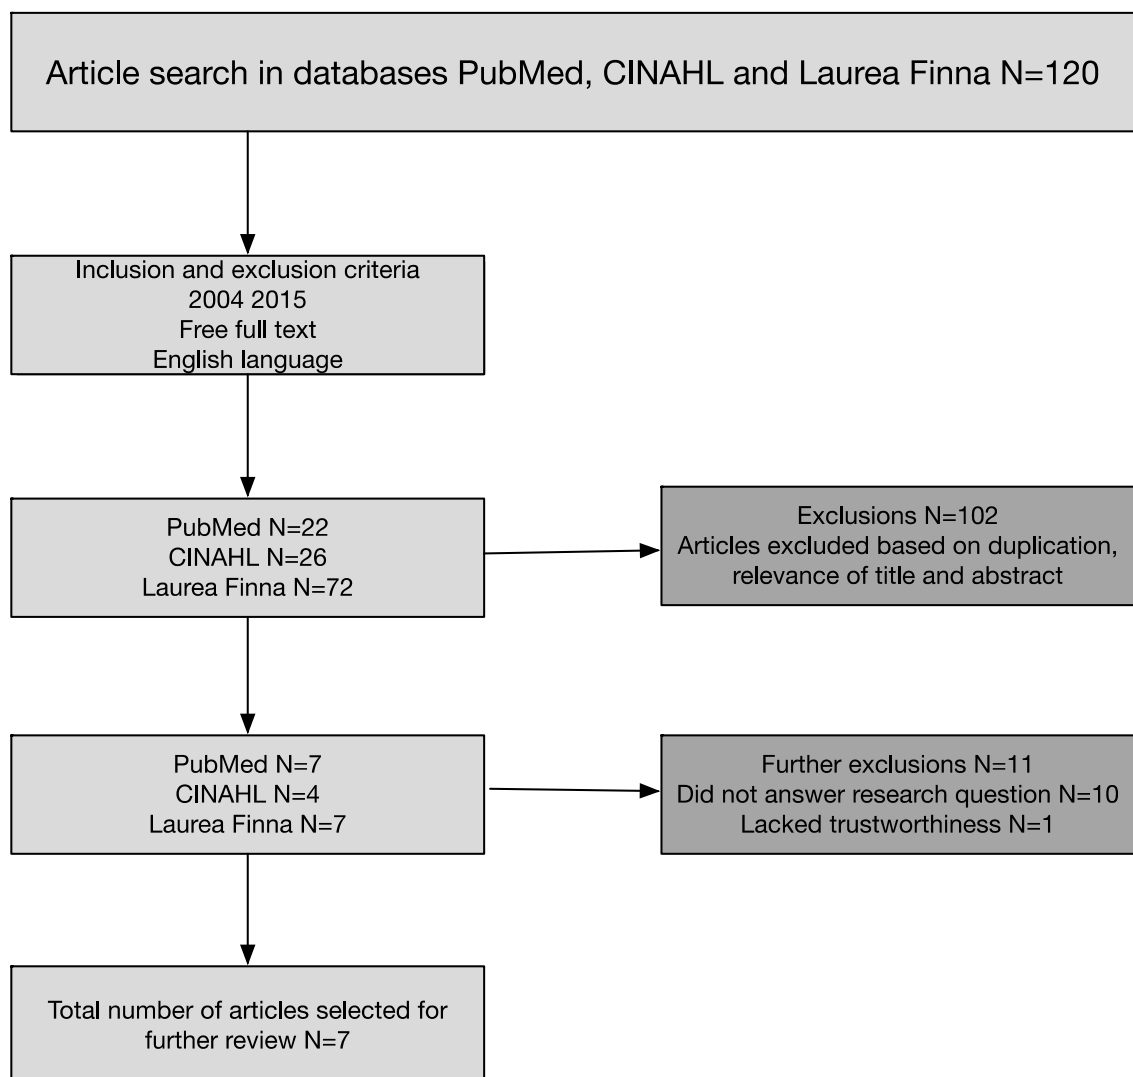 Article search in databases PubMed, CINAHL and Laurea Finna N=120
Inclusion and exclusion criteria
2004 2015
Free full text
English language
PubMed N=22
CINAHL N=26
Laurea Finna N=72
Exclusions N=102
Articles excluded based on duplication,
relevance of title and abstract
PubMed N=7
CINAHL N=4
Laurea Finna N=7
Further exclusions N=11
Did not answer research question N=10
Lacked trustworthiness N=1
Total number of articles selected for
further review N=7